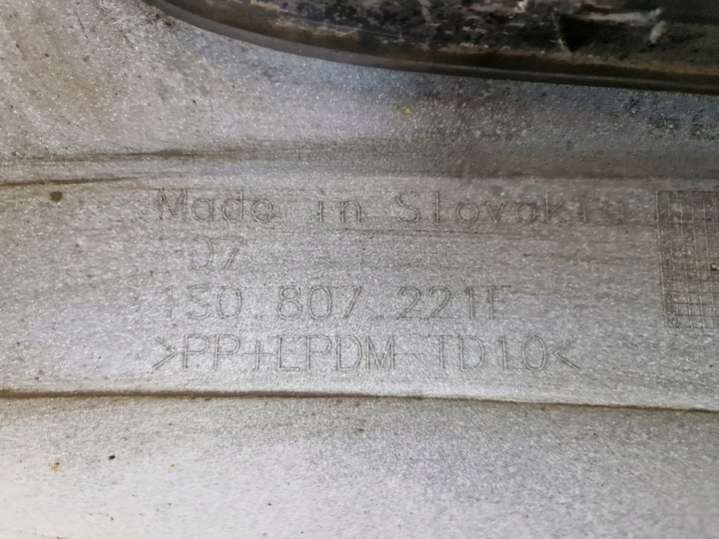 Made in Slovakia
07
1S0.807.221F
>PP+EPDM-TD10<